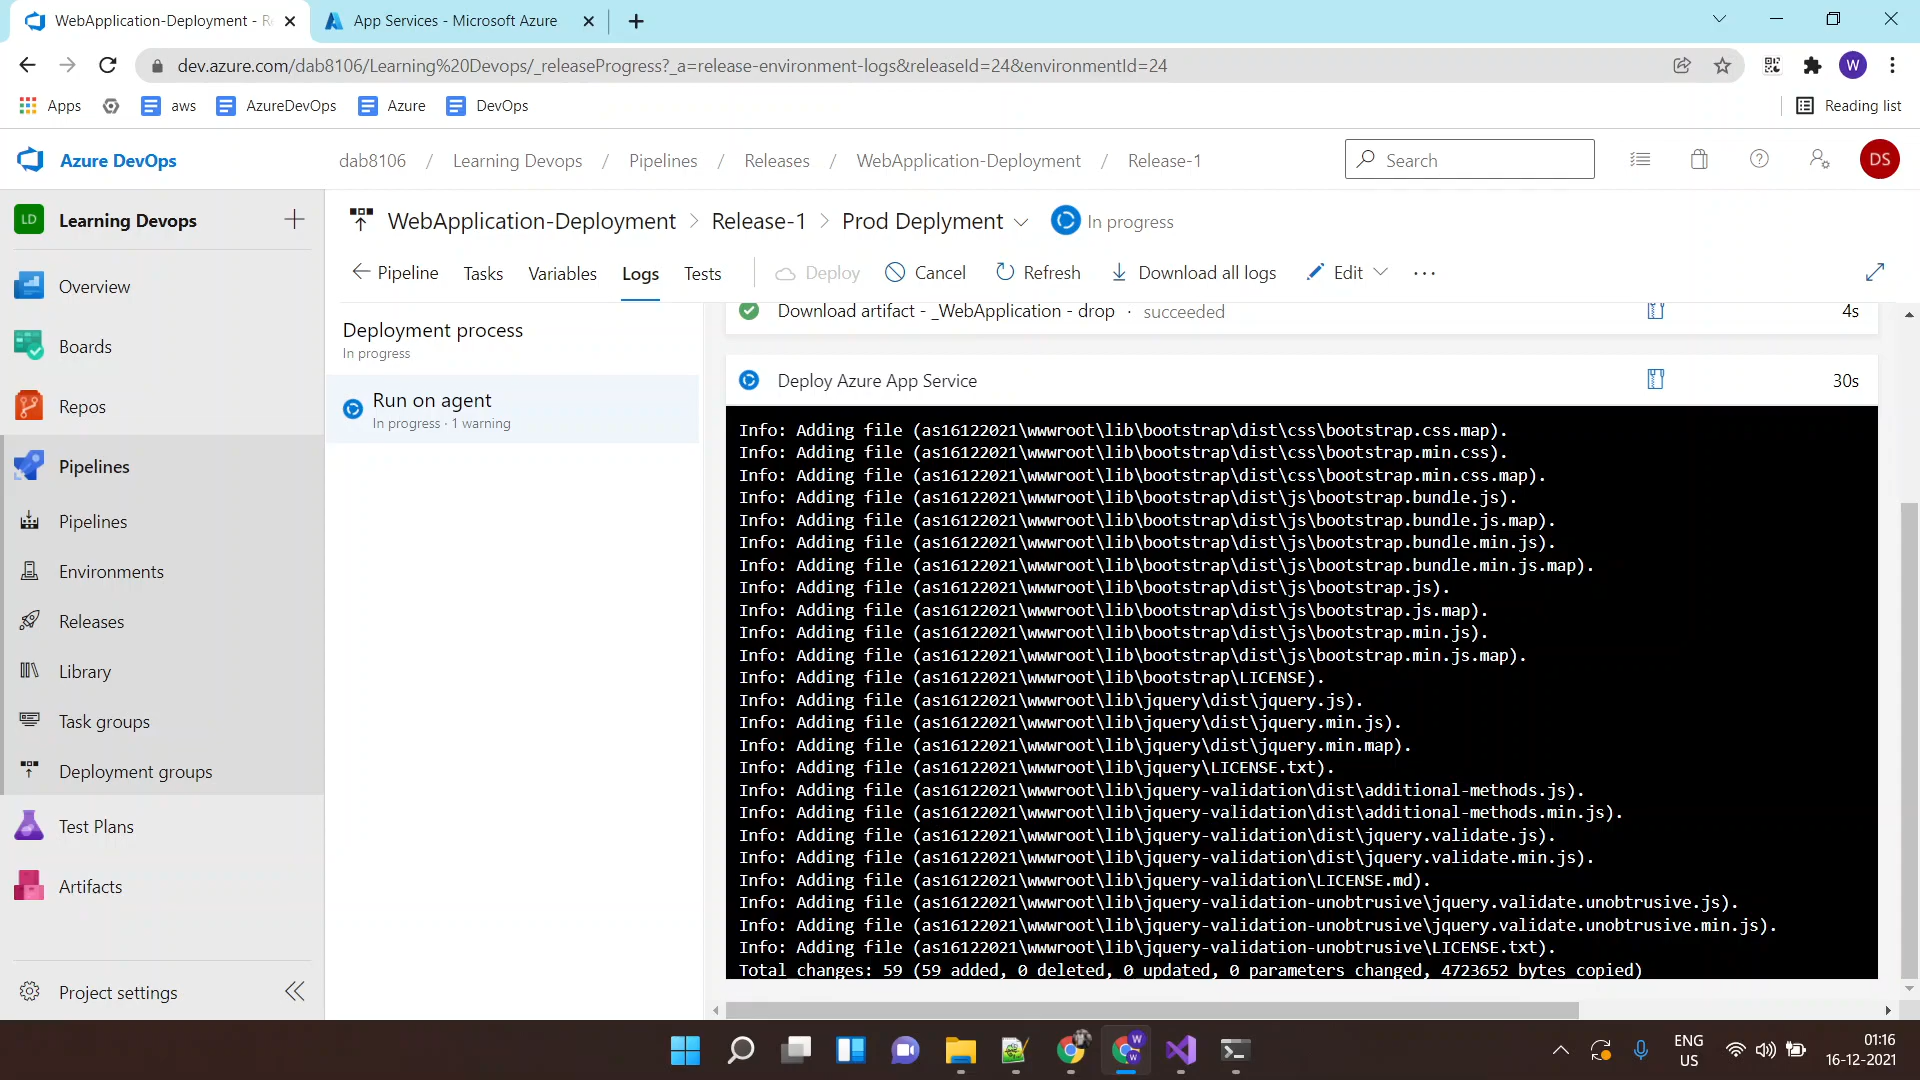 WebApplication-Deployment - Re
App Services - Microsoft Azure
dev.azure.com/dab8106/Learning%20Devops/_releaseProgress?_a=release-environment-logs&releaseId=24&environmentId=24
W
Apps
aws
AzureDevOps
Azure
DevOps
Reading list
Azure DevOps
dab8106 / Learning Devops / Pipelines / Releases / WebApplication-Deployment / Release-1
Search
DS
LD
Learning Devops
WebApplication-Deployment > Release-1 > Prod Deplyment
In progress
Pipeline
Tasks
Variables
Logs
Tests
Deploy
Cancel
Refresh
Download all logs
Edit
Overview
Boards
Repos
Pipelines
Pipelines
Environments
Releases
Library
Task groups
Deployment groups
Test Plans
Artifacts
Project settings
Deployment process
In progress
Run on agent
In progress · 1 warning
Download artifact - _WebApplication - drop · succeeded
4s
Deploy Azure App Service
30s
Info: Adding file (as16122021\wwwroot\lib\bootstrap\dist\css\bootstrap.css.map).
Info: Adding file (as16122021\wwwroot\lib\bootstrap\dist\css\bootstrap.min.css).
Info: Adding file (as16122021\wwwroot\lib\bootstrap\dist\css\bootstrap.min.css.map).
Info: Adding file (as16122021\wwwroot\lib\bootstrap\dist\js\bootstrap.bundle.js).
Info: Adding file (as16122021\wwwroot\lib\bootstrap\dist\js\bootstrap.bundle.js.map).
Info: Adding file (as16122021\wwwroot\lib\bootstrap\dist\js\bootstrap.bundle.min.js).
Info: Adding file (as16122021\wwwroot\lib\bootstrap\dist\js\bootstrap.bundle.min.js.map).
Info: Adding file (as16122021\wwwroot\lib\bootstrap\dist\js\bootstrap.js).
Info: Adding file (as16122021\wwwroot\lib\bootstrap\dist\js\bootstrap.js.map).
Info: Adding file (as16122021\wwwroot\lib\bootstrap\dist\js\bootstrap.min.js).
Info: Adding file (as16122021\wwwroot\lib\bootstrap\dist\js\bootstrap.min.js.map).
Info: Adding file (as16122021\wwwroot\lib\bootstrap\LICENSE).
Info: Adding file (as16122021\wwwroot\lib\jquery\dist\jquery.js).
Info: Adding file (as16122021\wwwroot\lib\jquery\dist\jquery.min.js).
Info: Adding file (as16122021\wwwroot\lib\jquery\dist\jquery.min.map).
Info: Adding file (as16122021\wwwroot\lib\jquery\LICENSE.txt).
Info: Adding file (as16122021\wwwroot\lib\jquery-validation\dist\additional-methods.js).
Info: Adding file (as16122021\wwwroot\lib\jquery-validation\dist\additional-methods.min.js).
Info: Adding file (as16122021\wwwroot\lib\jquery-validation\dist\jquery.validate.js).
Info: Adding file (as16122021\wwwroot\lib\jquery-validation\dist\jquery.validate.min.js).
Info: Adding file (as16122021\wwwroot\lib\jquery-validation\LICENSE.md).
Info: Adding file (as16122021\wwwroot\lib\jquery-validation-unobtrusive\jquery.validate.unobtrusive.js).
Info: Adding file (as16122021\wwwroot\lib\jquery-validation-unobtrusive\jquery.validate.unobtrusive.min.js).
Info: Adding file (as16122021\wwwroot\lib\jquery-validation-unobtrusive\LICENSE.txt).
Total changes: 59 (59 added, 0 deleted, 0 updated, 0 parameters changed, 4723652 bytes copied)
W
W
ENG
US
01:16
16-12-2021